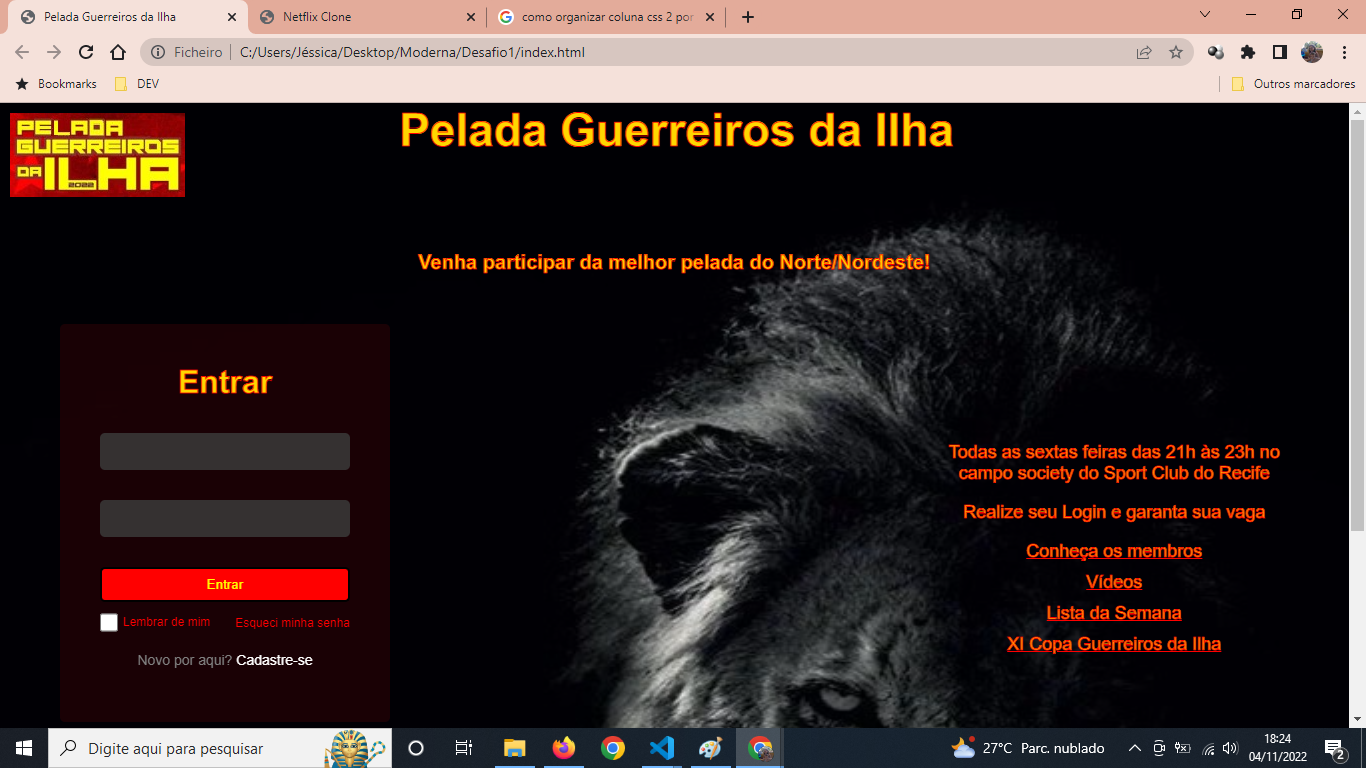 Pelada Guerreiros da Ilha
Netflix Clone
como organizar coluna css 2 por
Ficheiro
C:/Users/Jéssica/Desktop/Moderna/Desafio1/index.html
Bookmarks
DEV
Outros marcadores
PELADA
GUERREIROS
DA ILHA
2022
Pelada Guerreiros da Ilha
Venha participar da melhor pelada do Norte/Nordeste!
Entrar
Entrar
Lembrar de mim
Esqueci minha senha
Novo por aqui? Cadastre-se
Todas as sextas feiras das 21h às 23h no
campo society do Sport Club do Recife
Realize seu Login e garanta sua vaga
Conheça os membros
Vídeos
Lista da Semana
XI Copa Guerreiros da Ilha
Digite aqui para pesquisar
27°C Parc. nublado
18:24
04/11/2022
2